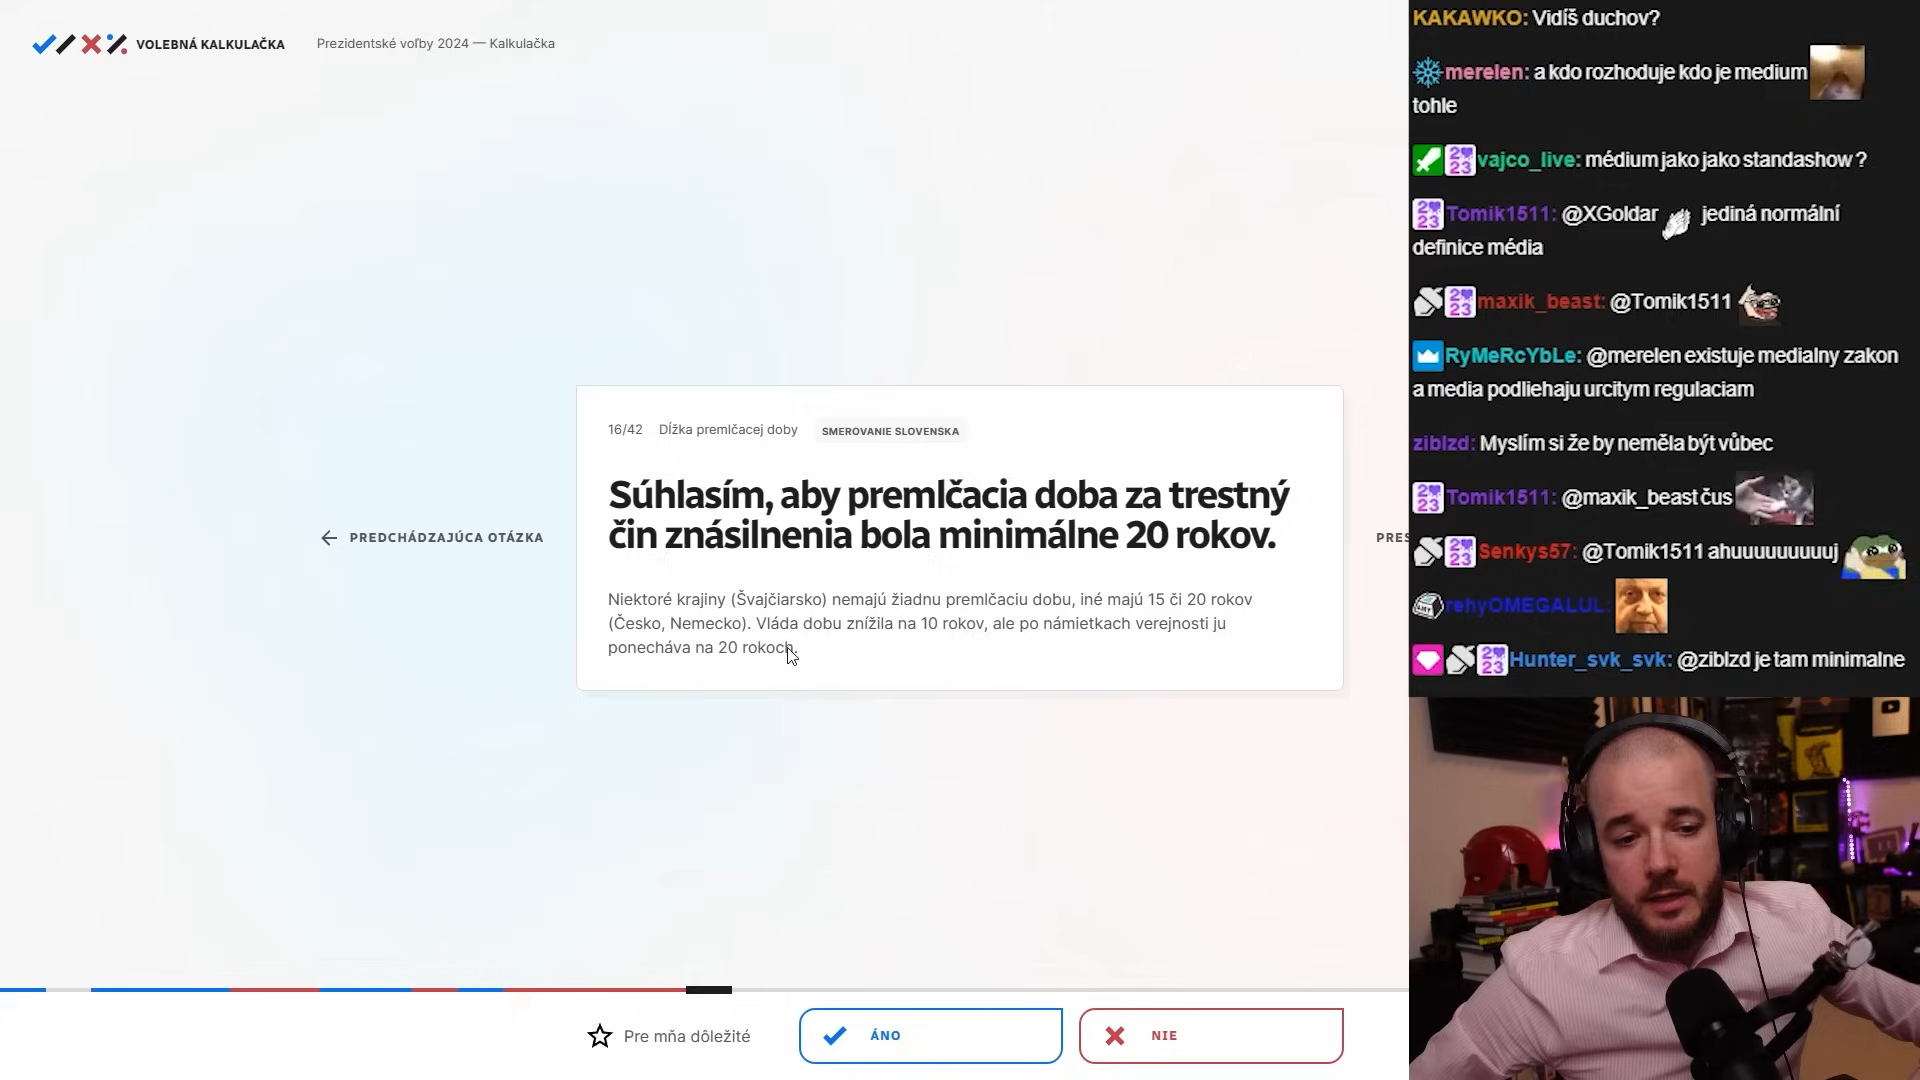 VOLEBNÁ KALKULAČKA
Prezidentské voľby 2024 — Kalkulačka
16/42 Dĺžka premlčacej doby SMEROVANIE SLOVENSKA
Súhlasím, aby premlčacia doba za trestný
čin znásilnenia bola minimálne 20 rokov.
PREDCHÁDZAJÚCA OTÁZKA
Niektoré krajiny (Švajčiarsko) nemajú žiadnu premlčaciu dobu, iné majú 15 či 20 rokov
(Česko, Nemecko). Vláda dobu znížila na 10 rokov, ale po námietkach verejnosti ju
ponecháva na 20 rokoch.
PRES
Pre mňa dôležité
ÁNO
NIE
KAKAWKO: Vidíš duchov?
merelen: a kdo rozhoduje kdo je medium
tohle
vajco_live: médium jako jako standashow ?
Tomik1511: @XGoldar jediná normální
definice média
maxik_beast: @Tomik1511
RyMeRcYbLe: @merelen existuje medialny zakon
a media podliehaju urcitym regulaciam
ziblzd: Myslím si že by neměla být vůbec
Tomik1511: @maxik_beast čus
Senkys57: @Tomik1511 ahuuuuuuuuuj
rehyOMEGALUL:
Hunter_svk_svk: @ziblzd je tam minimalne